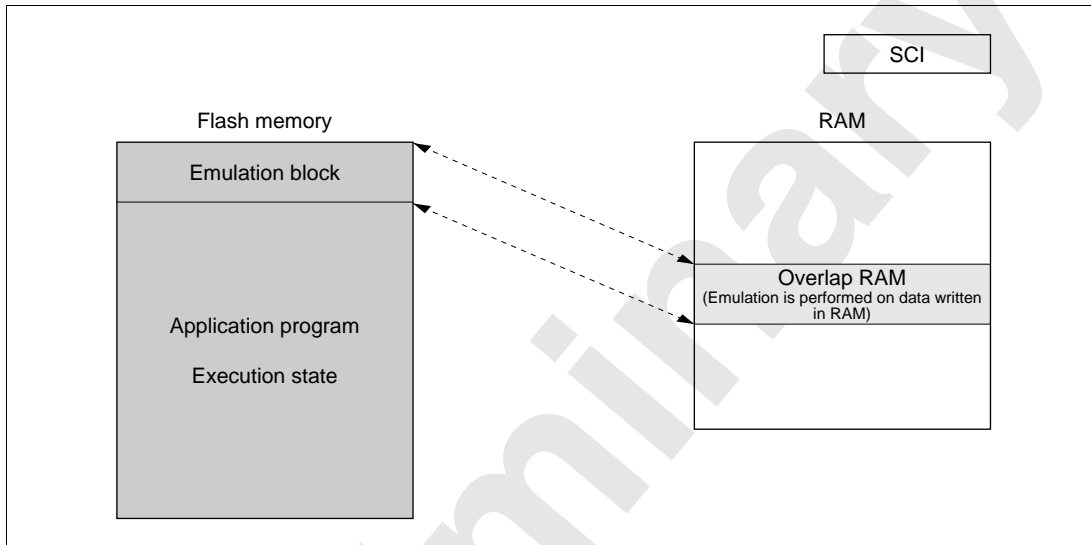 SCI
Flash memory
RAM
Emulation block
Overlap RAM
(Emulation is performed on data written
in RAM)
Application program
Execution state